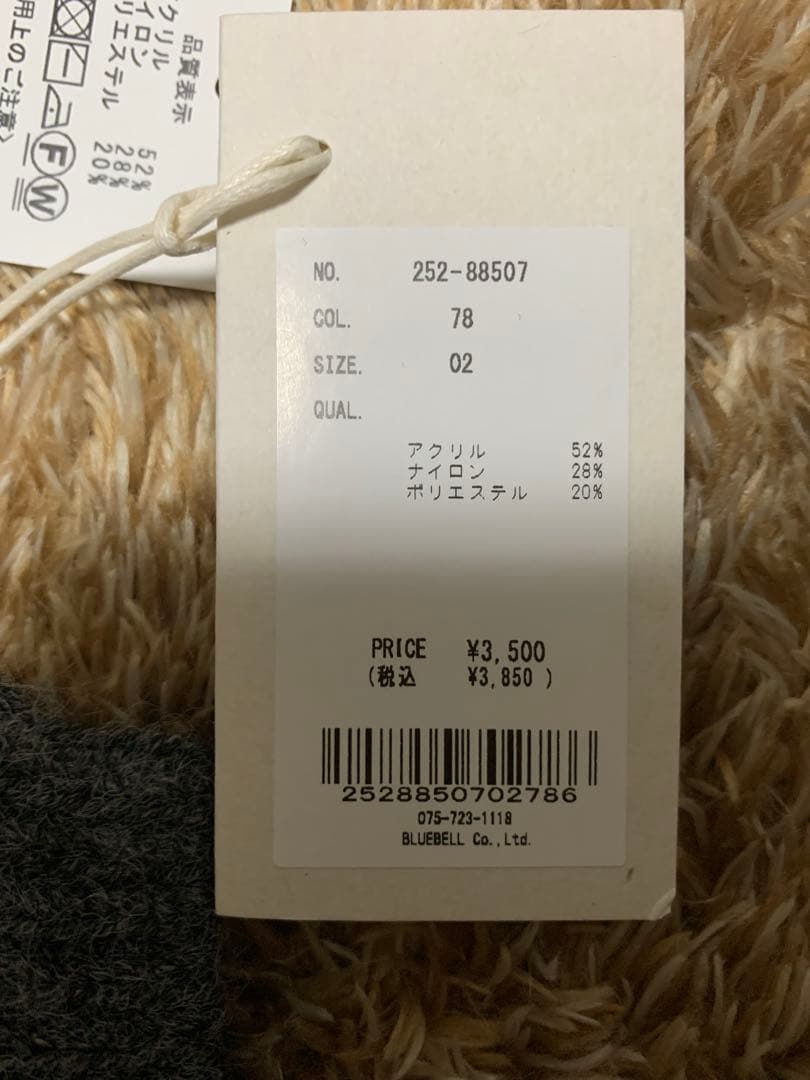 品質表示
クリル 52%
イロン 28%
リエステル 20%
用上のご注意〉
F
W
NO. 252-88507
COL. 78
SIZE. 02
QUAL.
アクリル 52%
ナイロン 28%
ポリエステル 20%
PRICE ¥3,500
(税込 ¥3,850 )
2528850702786
075-723-1118
BLUEBELL Co.,Ltd.